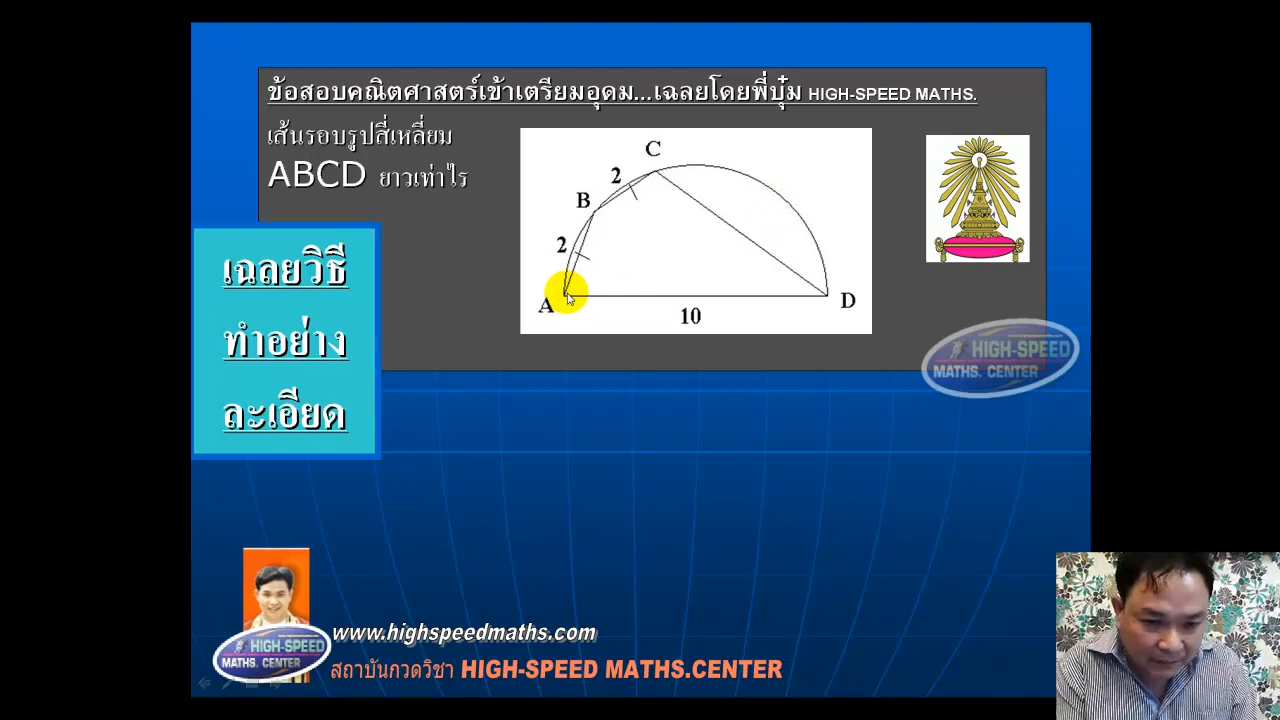 ข้อสอบคณิตศาสตร์เข้าเตรียมอุดม...เฉลยโดยพี่บุ๋ม HIGH-SPEED MATHS.
เส้นรอบรูปสี่เหลี่ยม
ABCD ยาวเท่าไร
C
2
B
2
A
D
10
เฉลยวิธี
ทำอย่าง
ละเอียด
HIGH-SPEED
MATHS. CENTER
www.highspeedmaths.com
HIGH-SPEED
MATHS. CENTER
สถาบันกวดวิชา HIGH-SPEED MATHS.CENTER